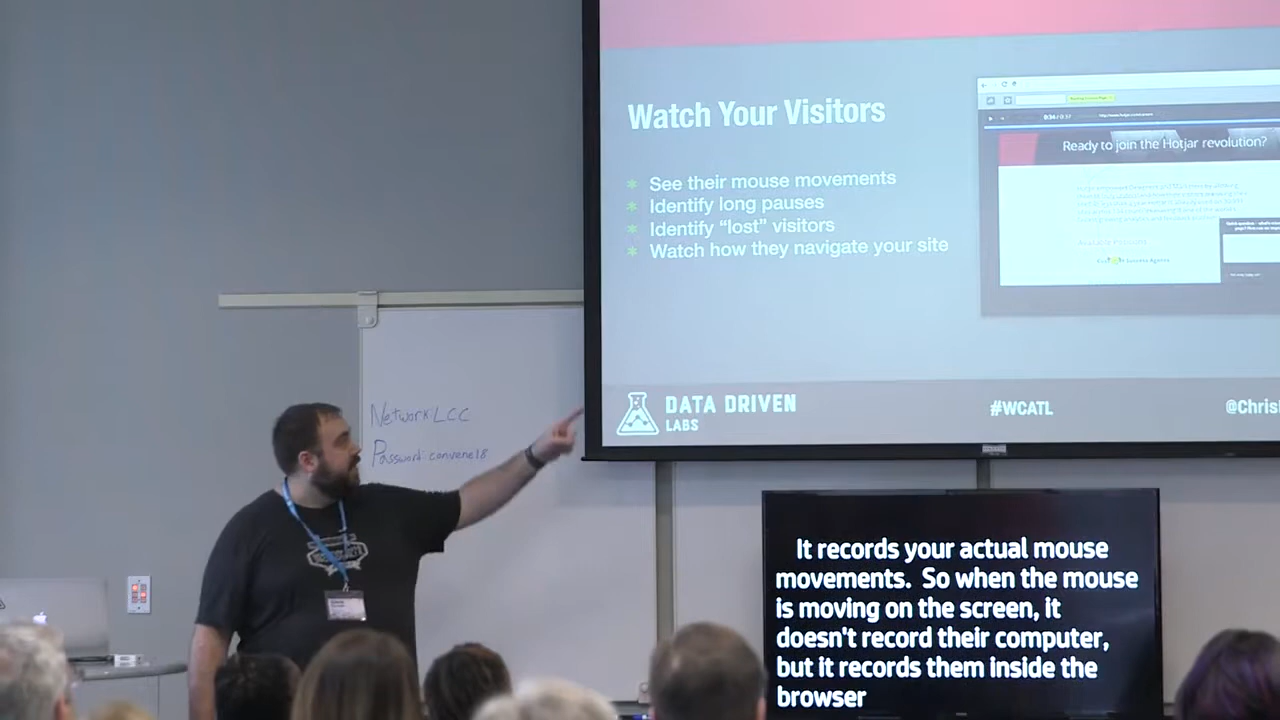 Watch Your Visitors
See their mouse movements
Identify long pauses
Identify “lost” visitors
Watch how they navigate your site
Ready to join the Hotjar revolution?
DATA DRIVEN
LABS
#WCATL
@Chris
Network: LCC
Password: convene18
It records your actual mouse
movements. So when the mouse
is moving on the screen, it
doesn't record their computer,
but it records them inside the
browser